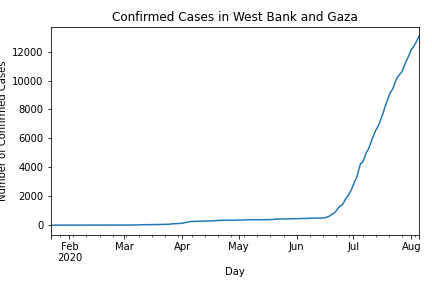 Confirmed Cases in West Bank and Gaza
Number of Confirmed Cases
12000
10000
8000
6000
4000
2000
0
Feb
2020
Mar
Apr
May
Jun
Jul
Aug
Day